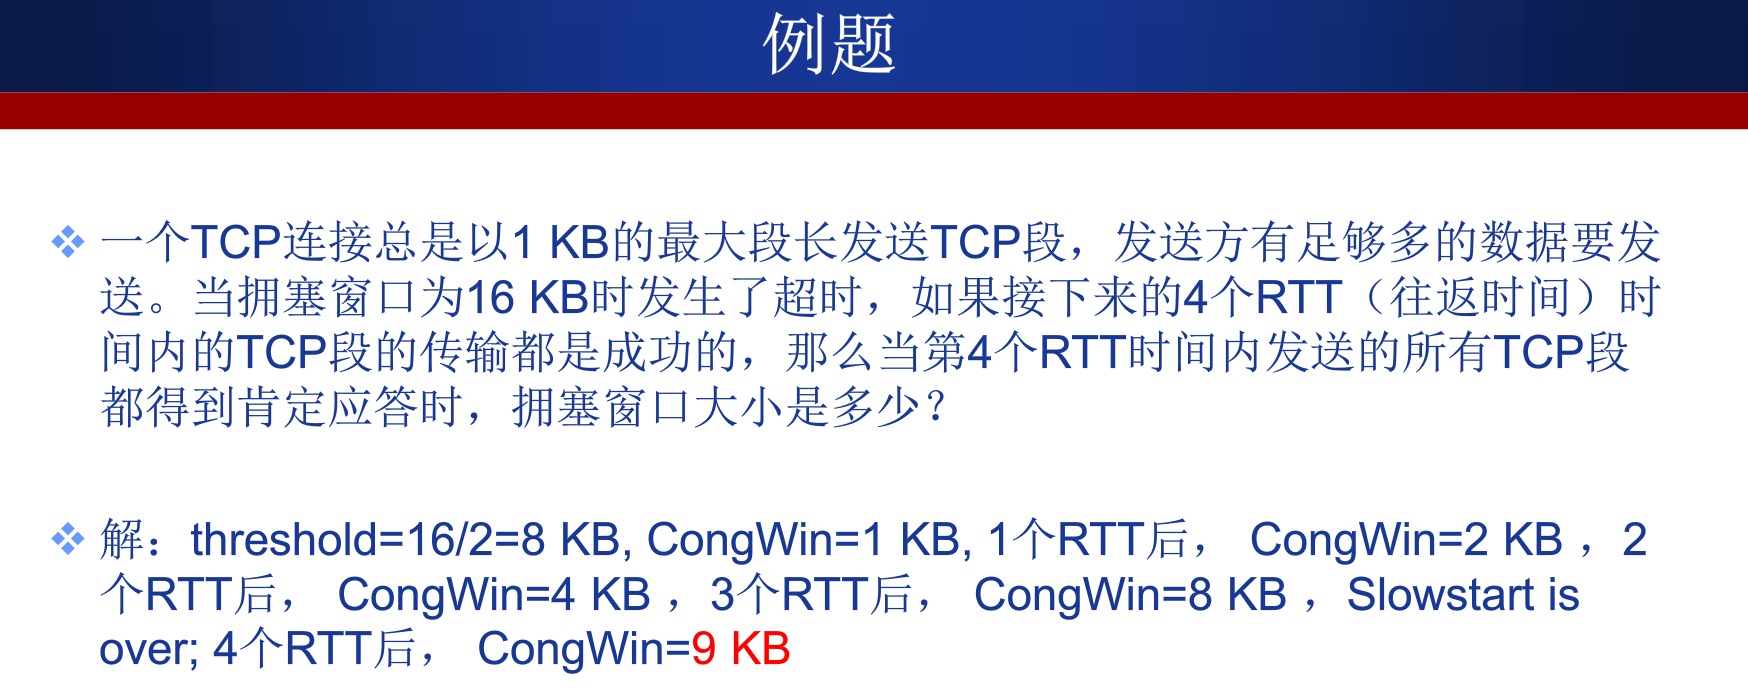 例题
一个TCP连接总是以1 KB的最大段长发送TCP段，发送方有足够多的数据要发
送。当拥塞窗口为16 KB时发生了超时，如果接下来的4个RTT（往返时间）时
间内的TCP段的传输都是成功的，那么当第4个RTT时间内发送的所有TCP段
都得到肯定应答时，拥塞窗口大小是多少？
解：threshold=16/2=8 KB, CongWin=1 KB, 1个RTT后， CongWin=2 KB ，2
个RTT后， CongWin=4 KB ，3个RTT后， CongWin=8 KB ，Slowstart is
over; 4个RTT后， CongWin=9 KB